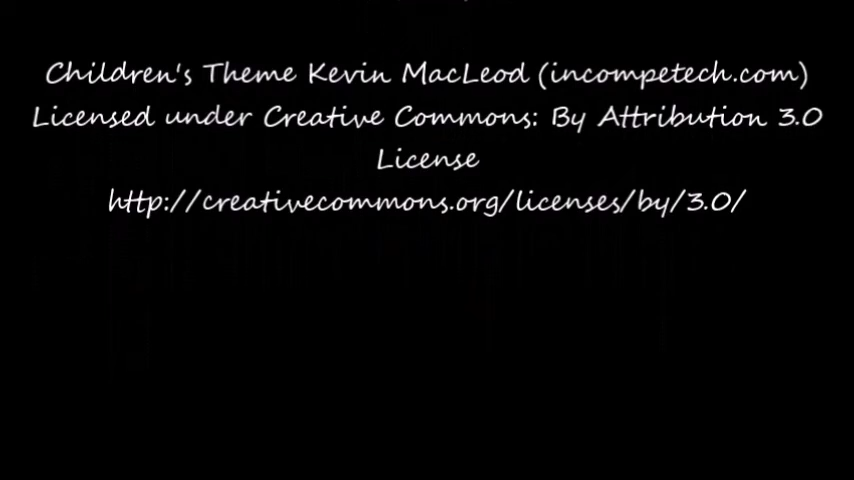 Children's Theme Kevin MacLeod (incompetech.com)
Licensed under Creative Commons: By Attribution 3.0
License
http://creativecommons.org/licenses/by/3.0/